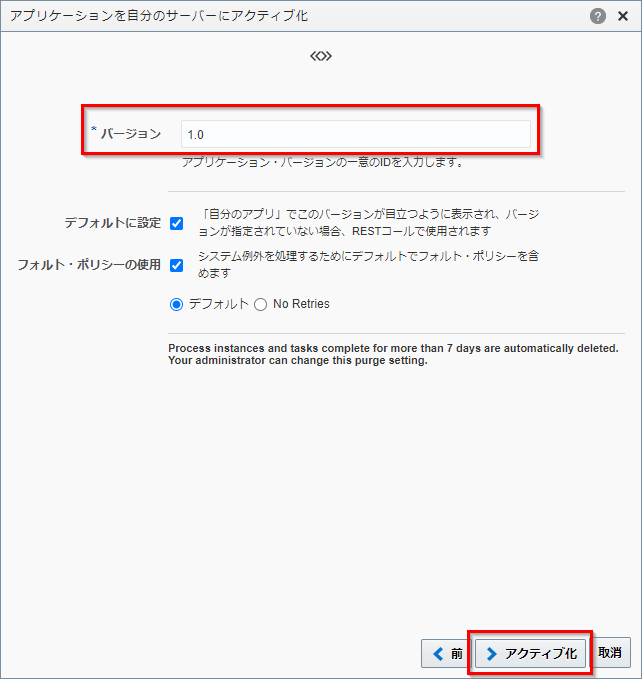 アプリケーションを自分のサーバーにアクティブ化
* バージョン 1.0
アプリケーション・バージョンの一意のIDを入力します。
デフォルトに設定 「自分のアプリ」でこのバージョンが目立つように表示され、バージ
ョンが指定されていない場合、RESTコールで使用されます
フォルト・ポリシーの使用 システム例外を処理するためにデフォルトでフォルト・ポリシーを含
めます
デフォルト No Retries
Process instances and tasks complete for more than 7 days are automatically deleted.
Your administrator can change this purge setting.
前 アクティブ化 取消